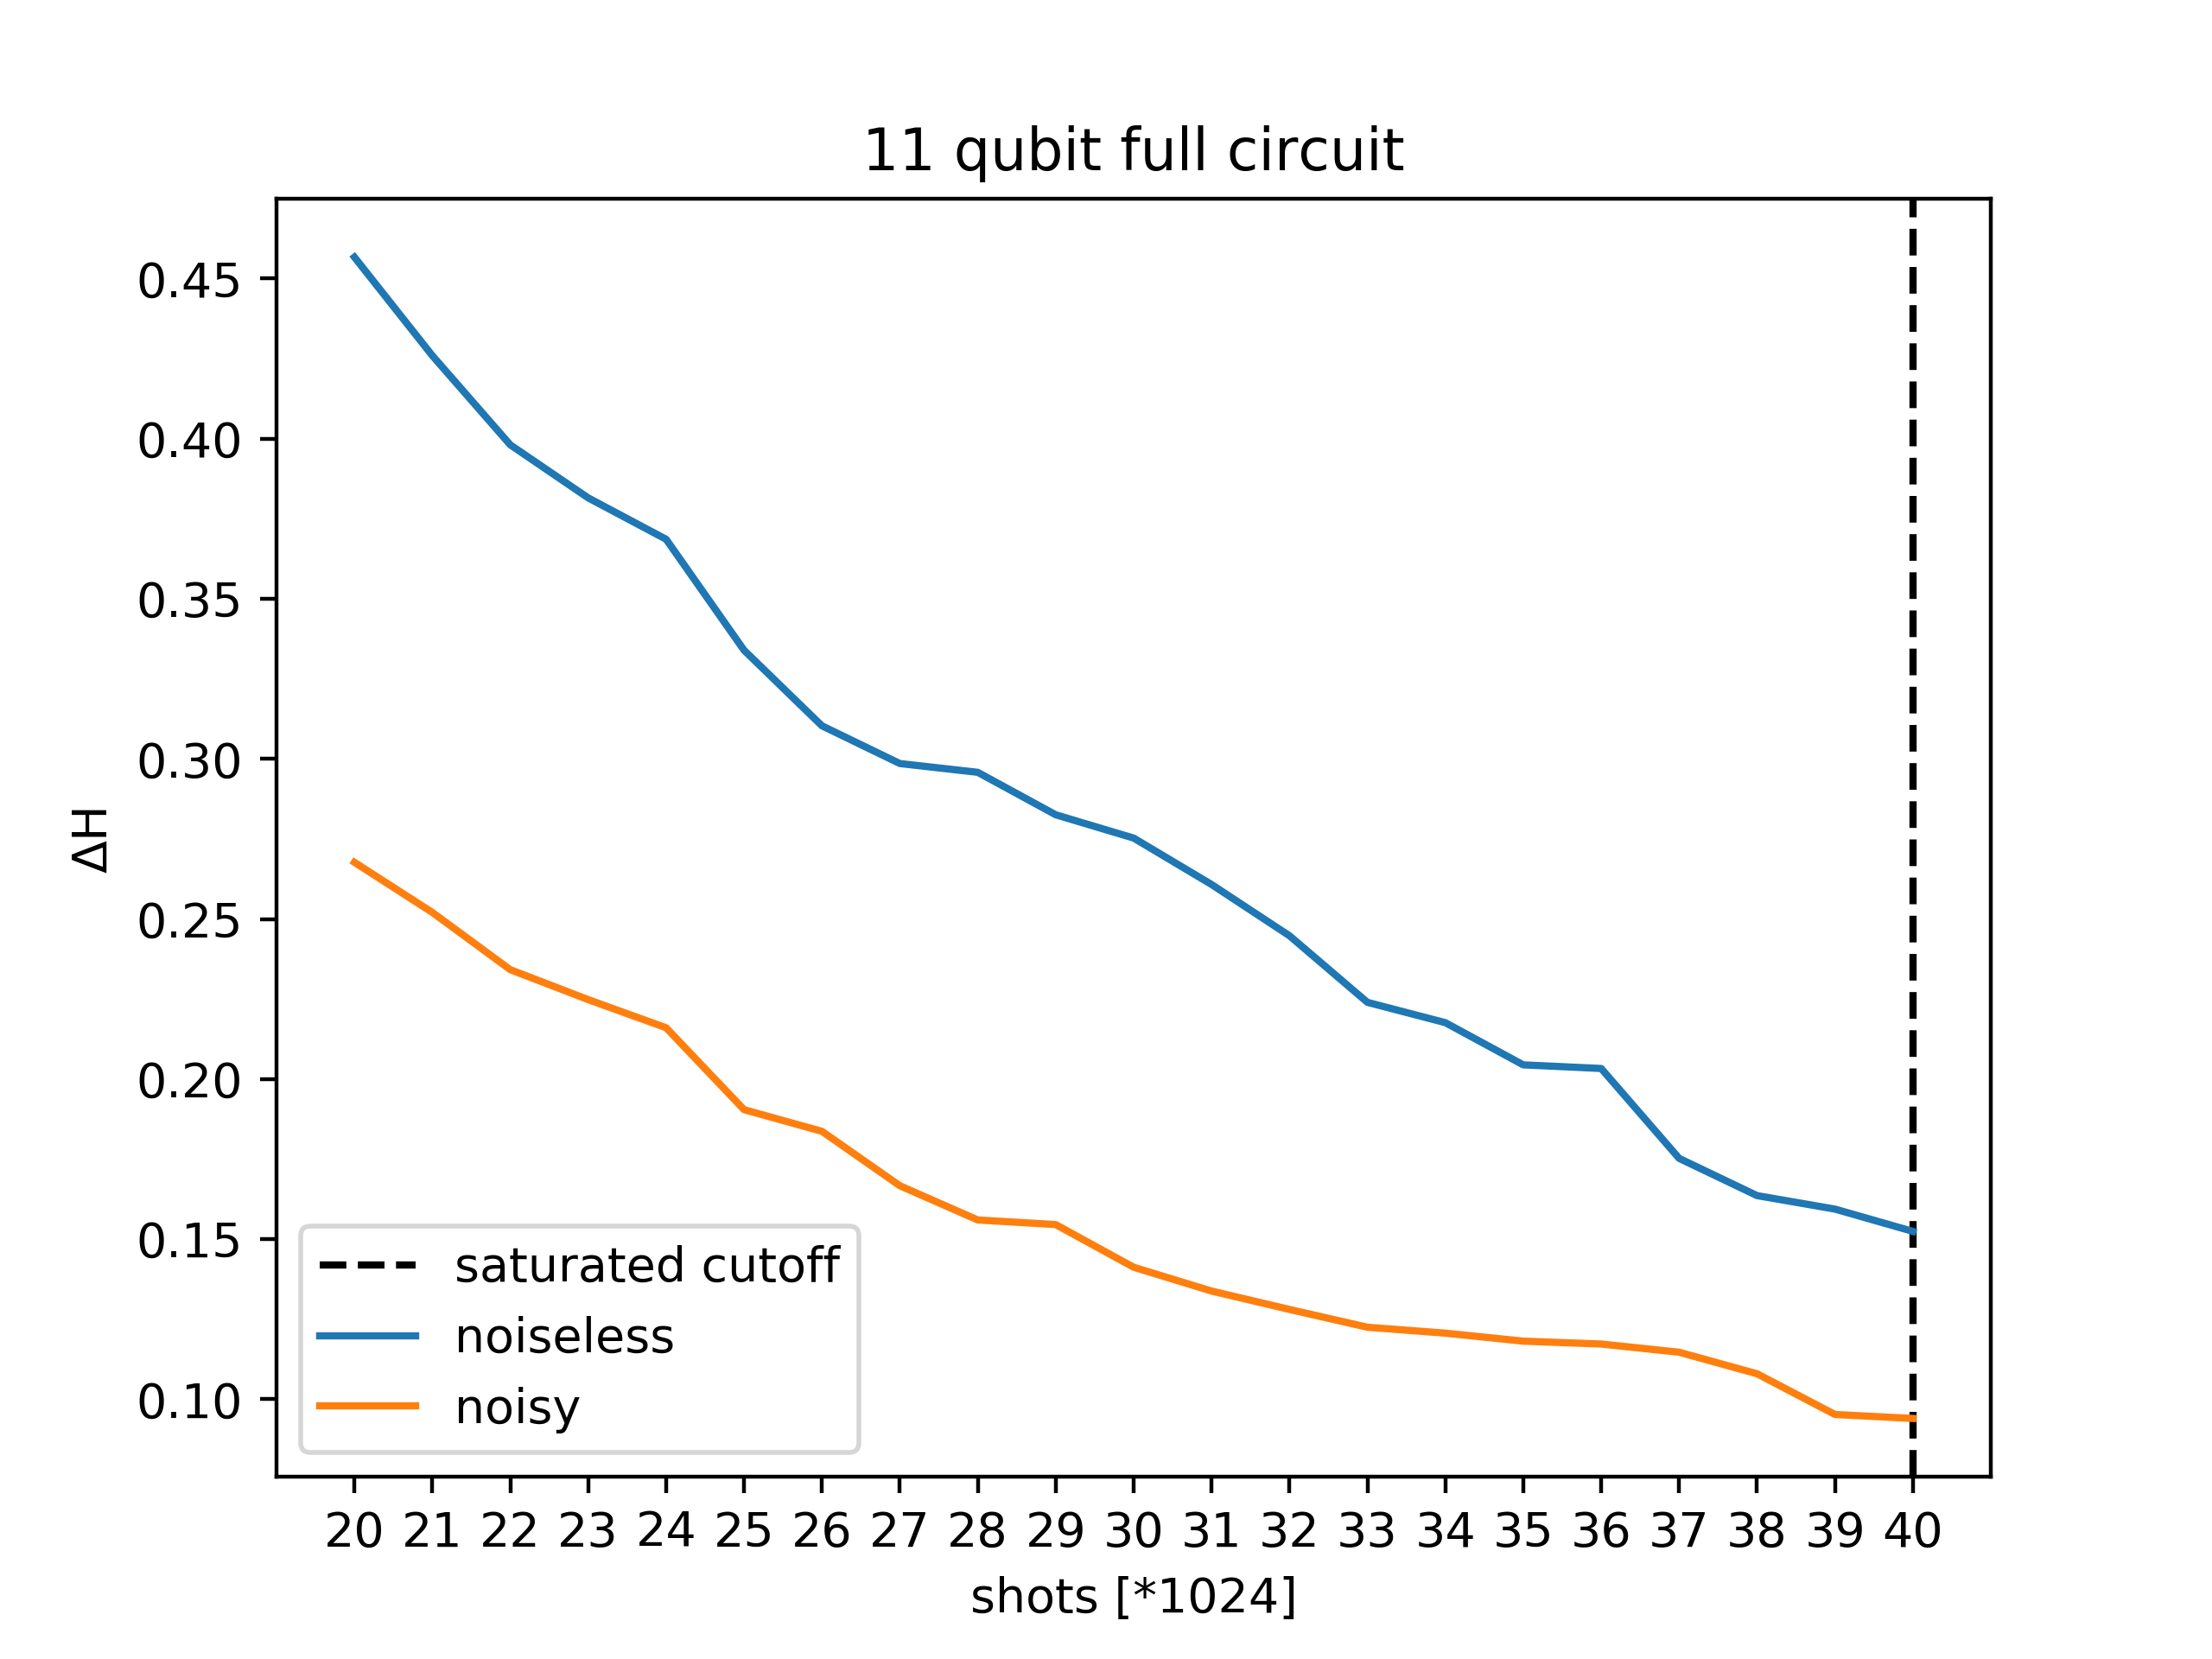 11 qubit full circuit
0.45
0.40
0.35
0.30
0.25
0.20
0.15
0.10
ΔH
saturated cutoff
noiseless
noisy
20 21 22 23 24 25 26 27 28 29 30 31 32 33 34 35 36 37 38 39 40
shots [*1024]